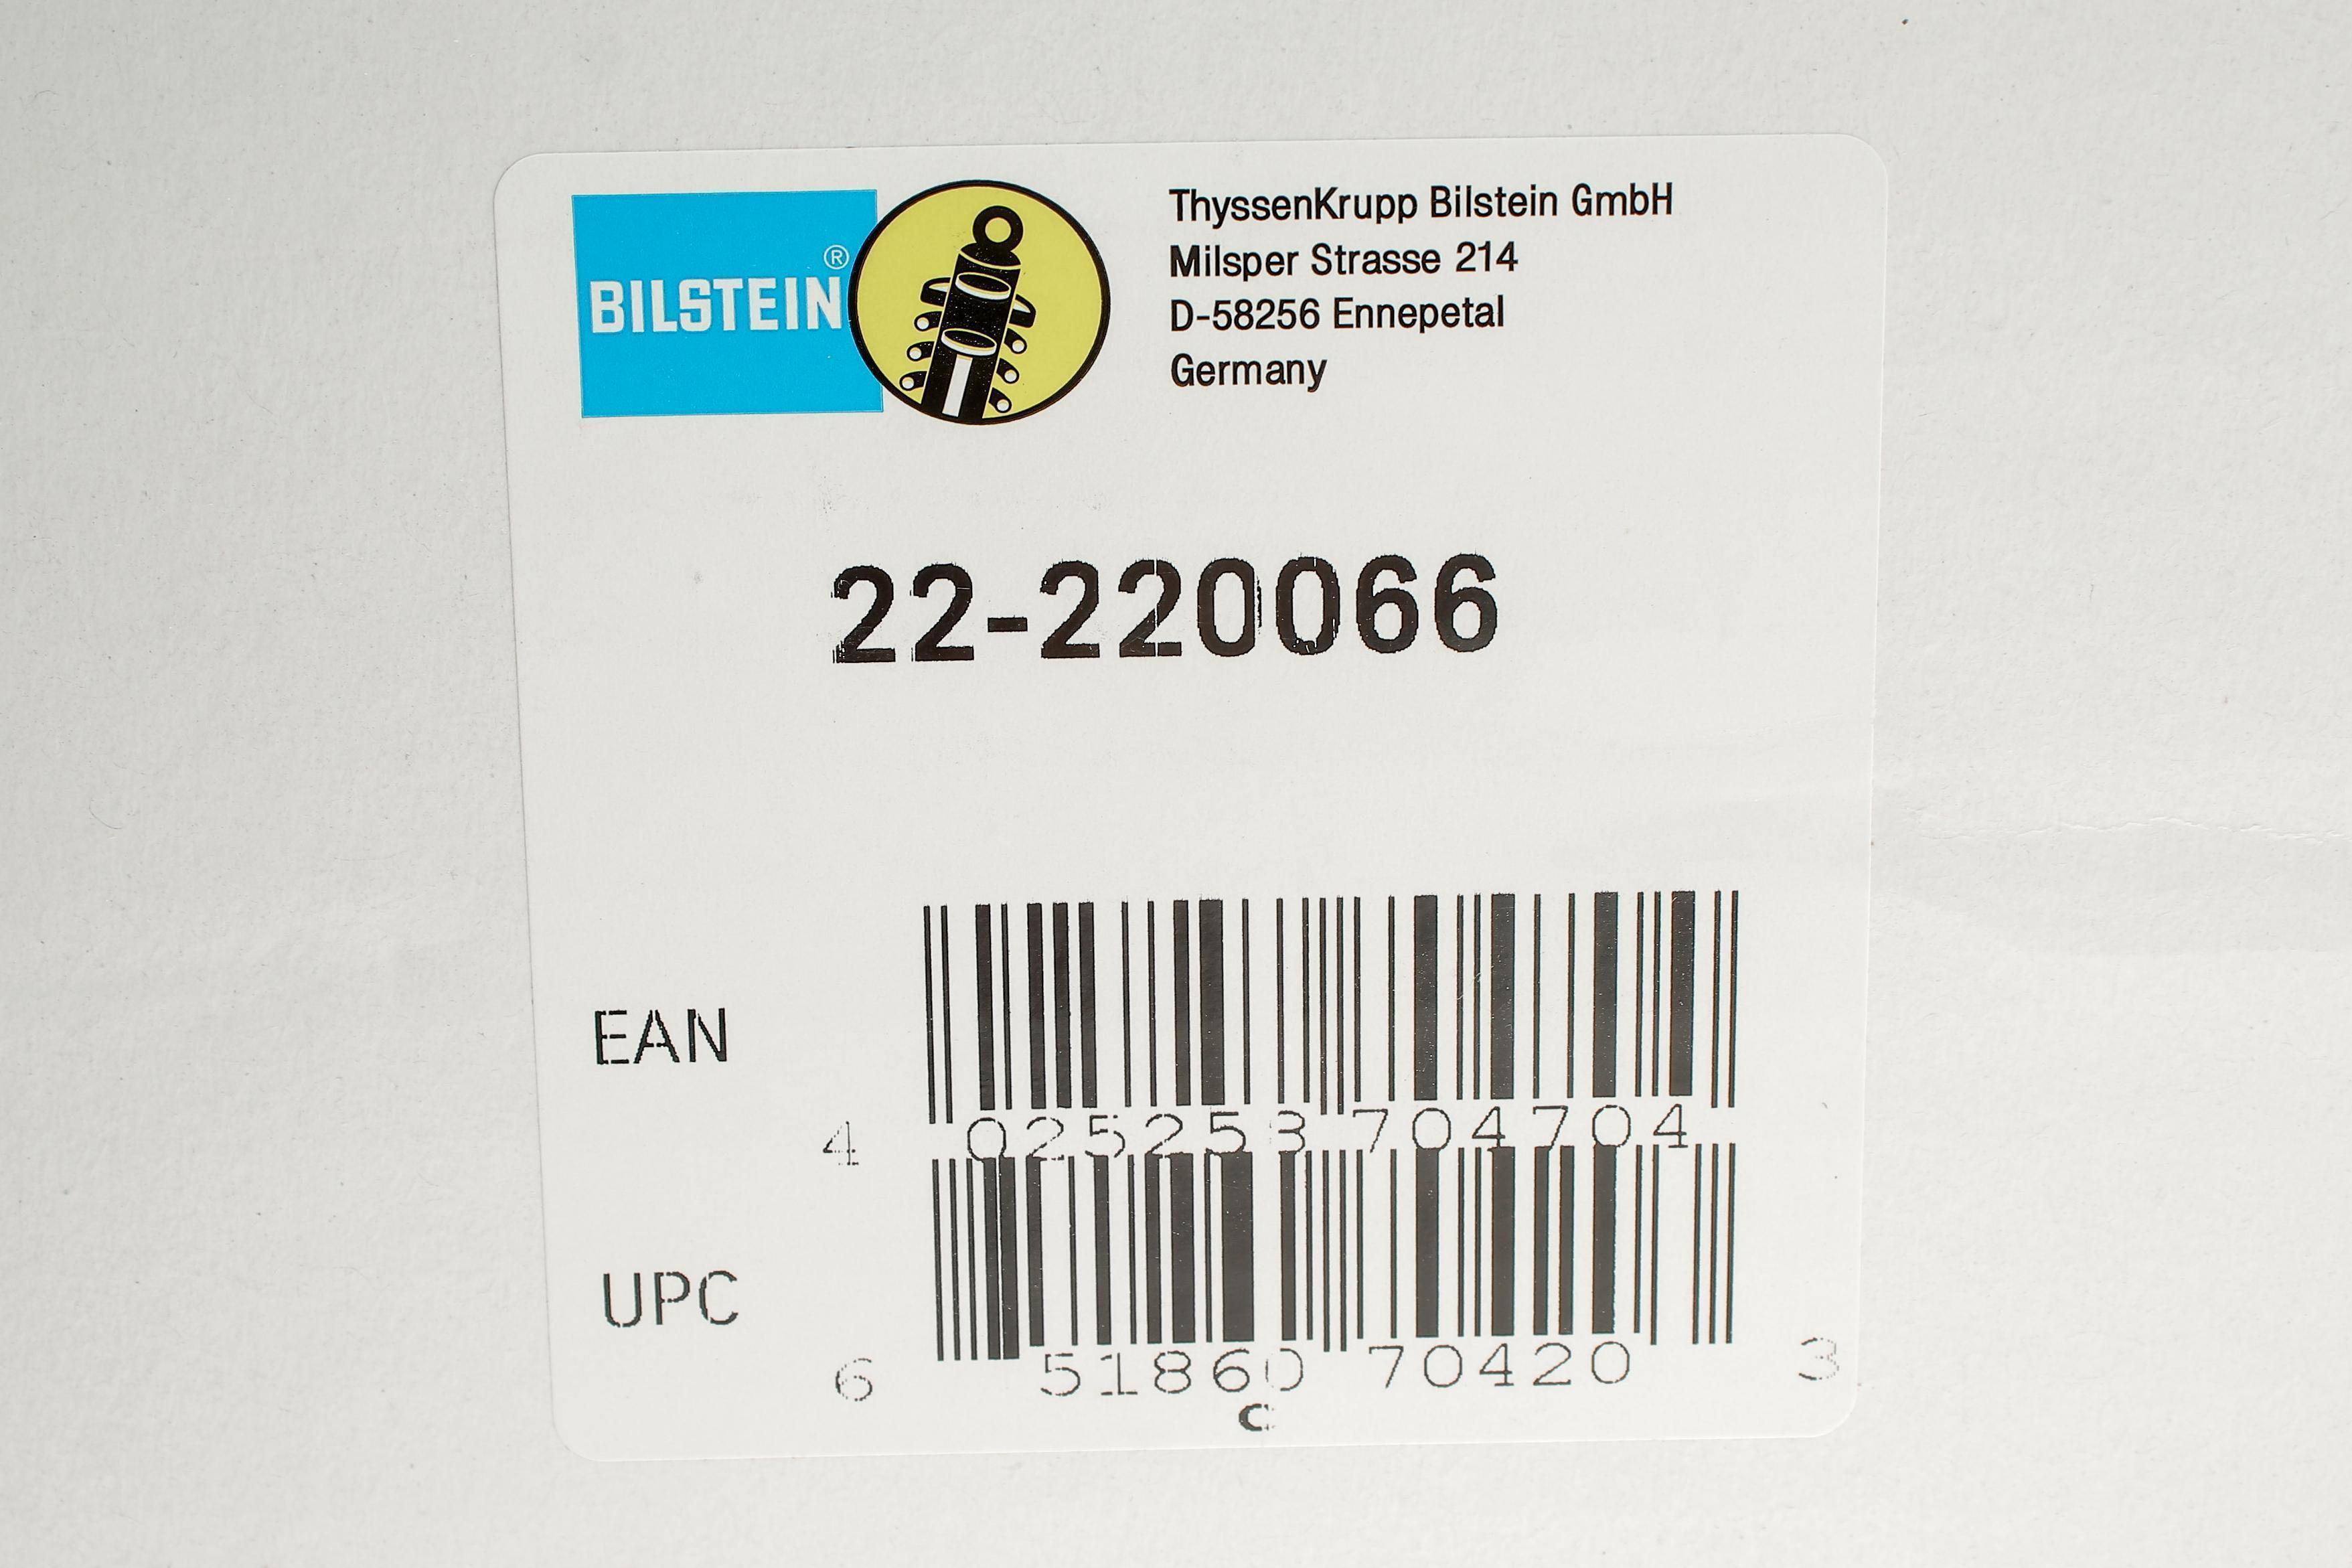 BILSTEIN®
ThyssenKrupp Bilstein GmbH
Milsper Strasse 214
D-58256 Ennepetal
Germany
22-220066
EAN
4 025253 704704
UPC
6 51860 70420 3
C